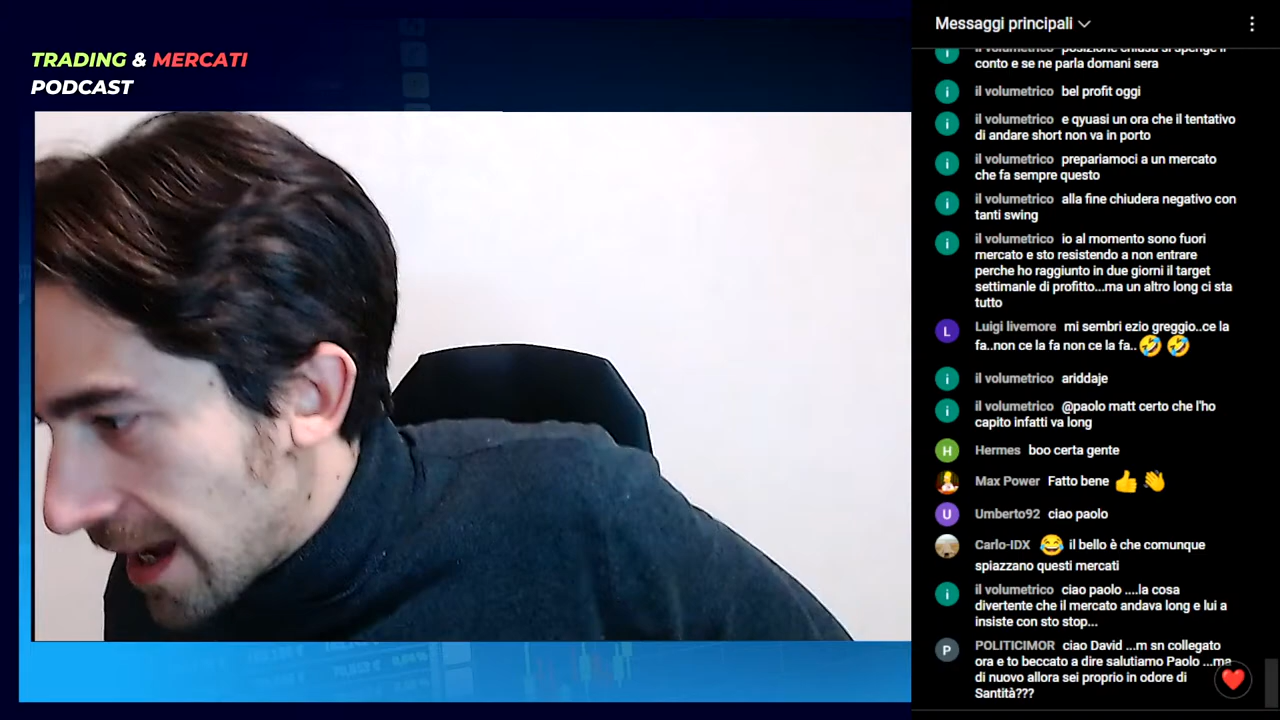 TRADING & MERCATI
PODCAST
Messaggi principali
il volumetrico posizione chiusa si spenge il
conto e se ne parla domani sera
il volumetrico bel profit oggi
il volumetrico e qyuasi un ora che il tentativo
di andare short non va in porto
il volumetrico prepariamoci a un mercato
che fa sempre questo
il volumetrico alla fine chiudera negativo con
tanti swing
il volumetrico io al momento sono fuori
mercato e sto resistendo a non entrare
perche ho raggiunto in due giorni il target
settimanle di profitto...ma un altro long ci sta
tutto
Luigi livemore mi sembri ezio greggio..ce la
fa..non ce la fa non ce la fa..🤣 🤣
il volumetrico ariddaje
il volumetrico @paolo matt certo che l'ho
capito infatti va long
Hermes boo certa gente
Max Power Fatto bene 👍 👏
Umberto92 ciao paolo
Carlo-IDX 😂 il bello è che comunque
spiazzano questi mercati
il volumetrico ciao paolo ....la cosa
divertente che il mercato andava long e lui a
insiste con sto stop...
POLITICIMOR ciao David ...m sn collegato
ora e to beccato a dire salutiamo Paolo ...ma
di nuovo allora sei proprio in odore di
Santità???